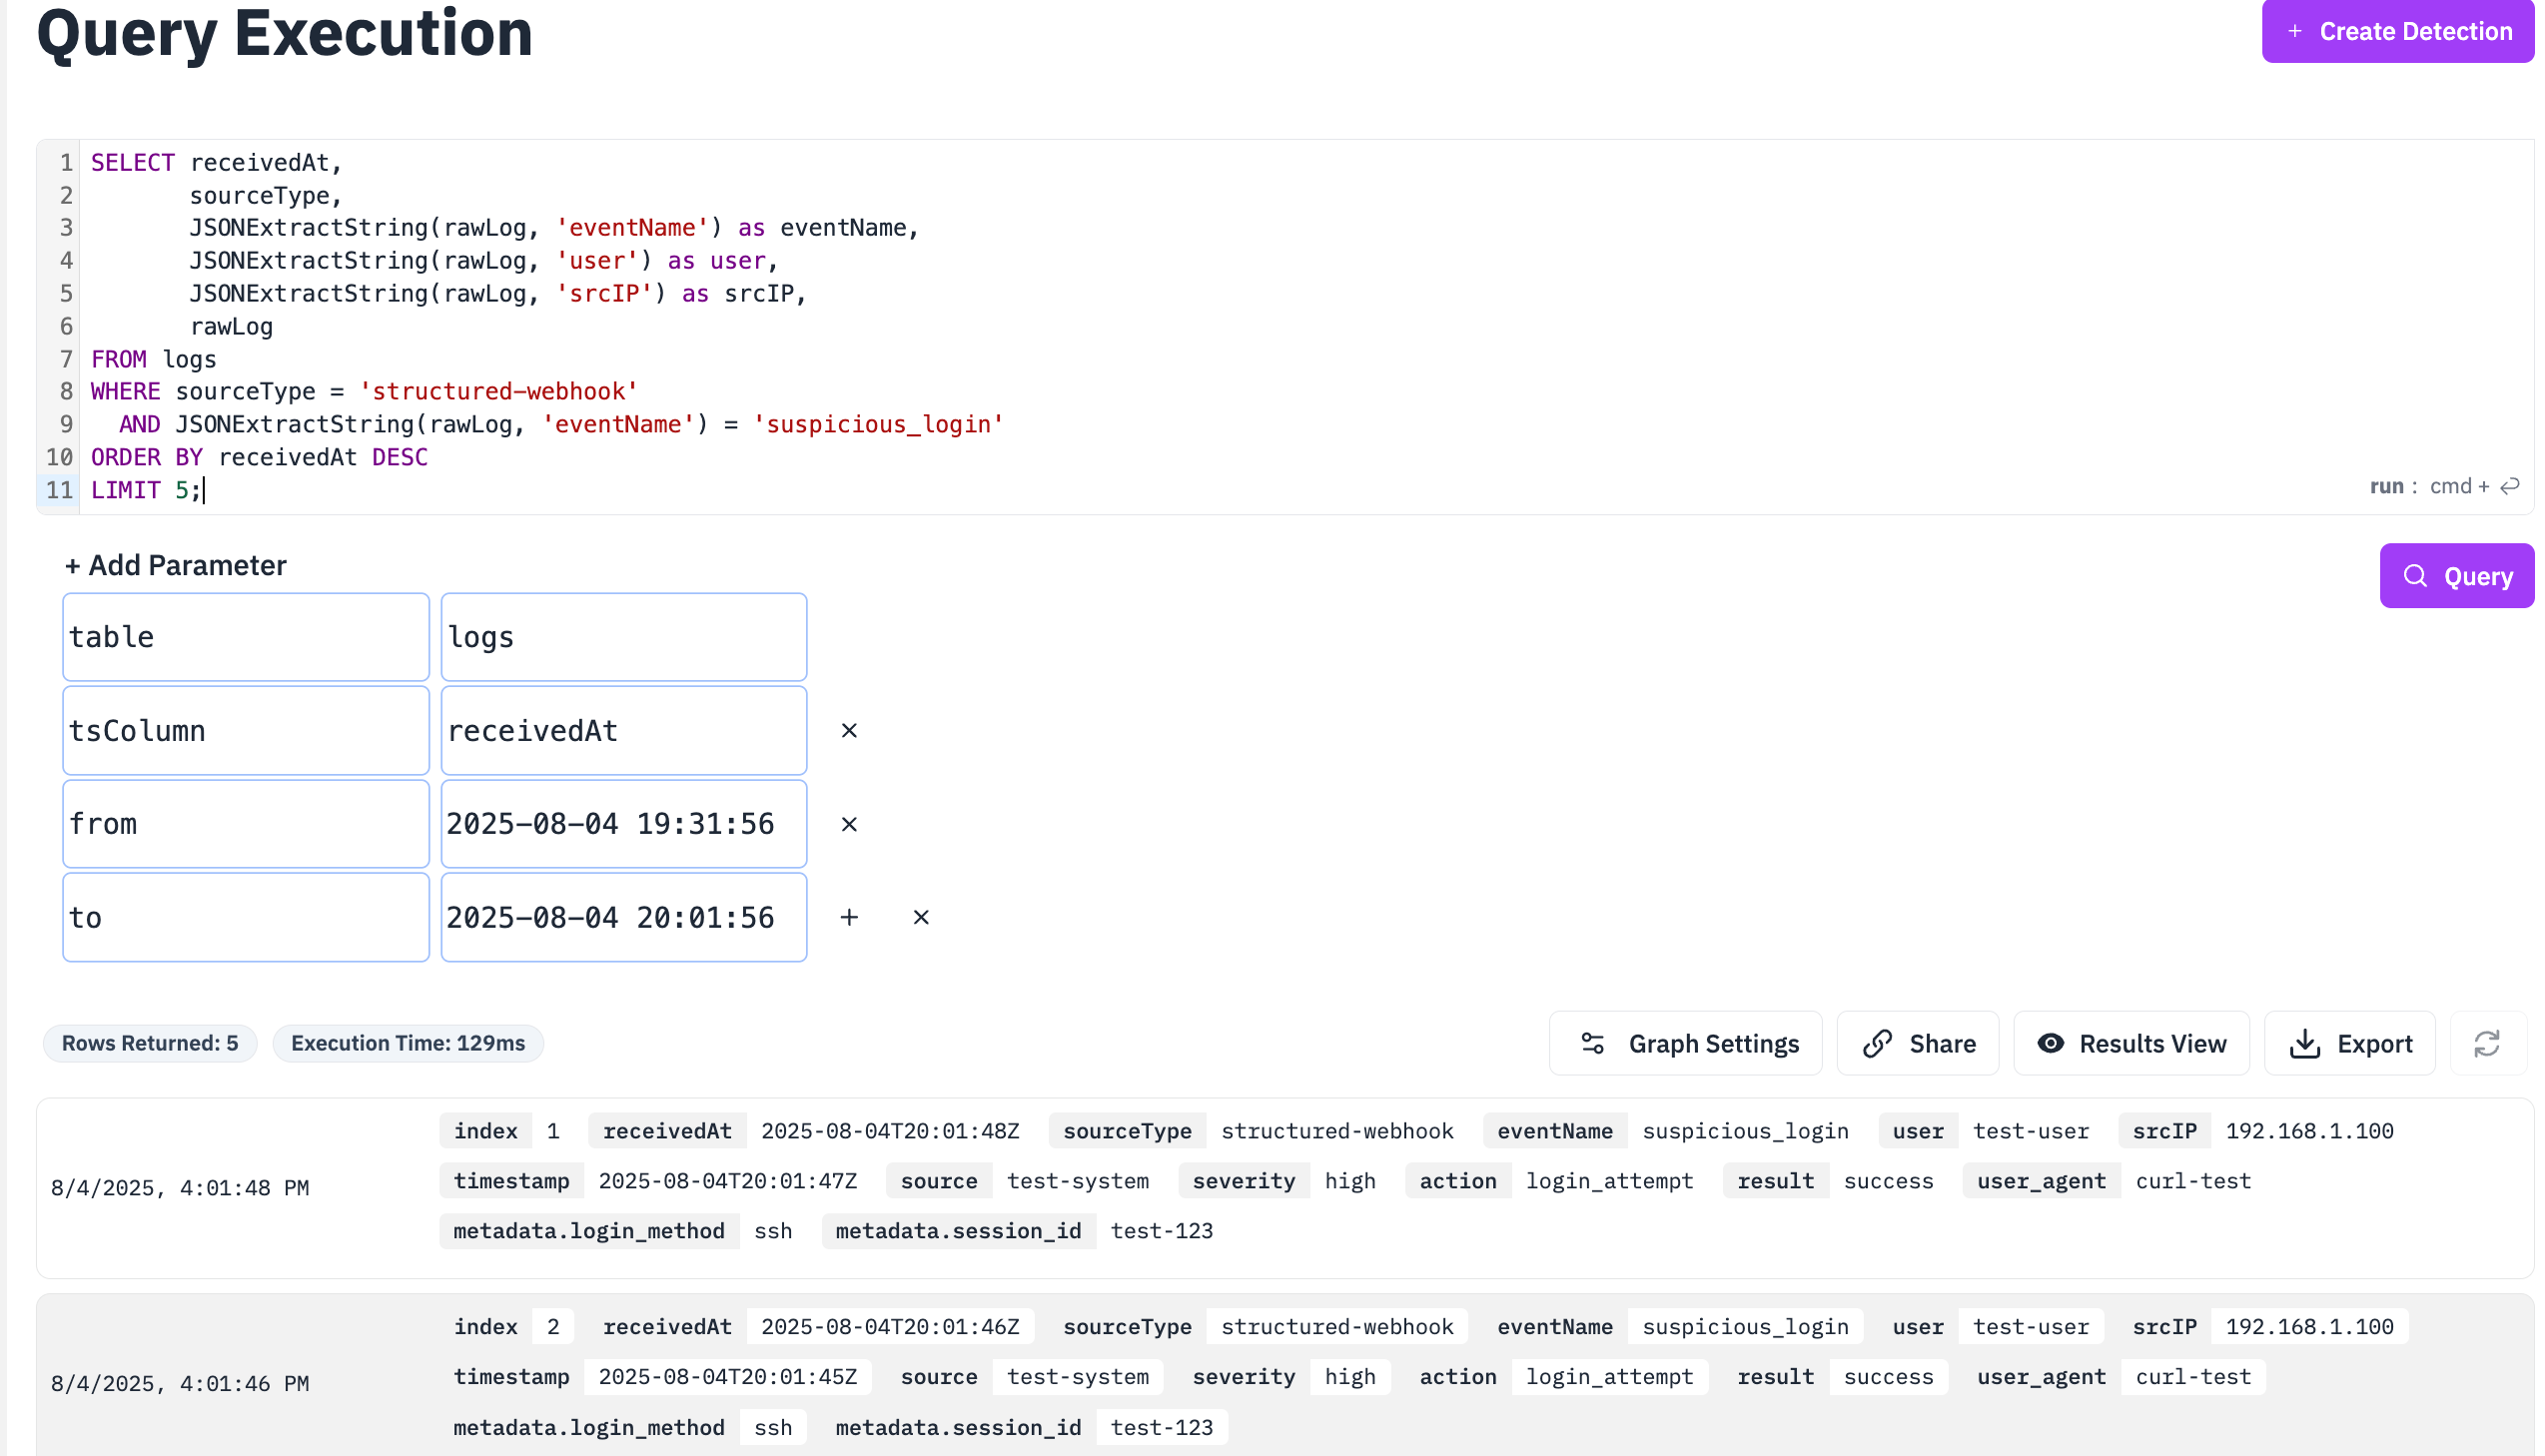 Query Execution
+ Create Detection
1 SELECT receivedAt,
2 sourceType,
3 JSONExtractString(rawLog, 'eventName') as eventName,
4 JSONExtractString(rawLog, 'user') as user,
5 JSONExtractString(rawLog, 'srcIP') as srcIP,
6 rawLog
7 FROM logs
8 WHERE sourceType = 'structured-webhook'
9 AND JSONExtractString(rawLog, 'eventName') = 'suspicious_login'
10 ORDER BY receivedAt DESC
11 LIMIT 5;
run : cmd + ↩
+ Add Parameter
Query
table logs
tsColumn receivedAt ×
from 2025-08-04 19:31:56 ×
to 2025-08-04 20:01:56 + ×
Rows Returned: 5 Execution Time: 129ms Graph Settings Share Results View Export
index 1 receivedAt 2025-08-04T20:01:48Z sourceType structured-webhook eventName suspicious_login user test-user srcIP 192.168.1.100
8/4/2025, 4:01:48 PM timestamp 2025-08-04T20:01:47Z source test-system severity high action login_attempt result success user_agent curl-test
metadata.login_method ssh metadata.session_id test-123
index 2 receivedAt 2025-08-04T20:01:46Z sourceType structured-webhook eventName suspicious_login user test-user srcIP 192.168.1.100
8/4/2025, 4:01:46 PM timestamp 2025-08-04T20:01:45Z source test-system severity high action login_attempt result success user_agent curl-test
metadata.login_method ssh metadata.session_id test-123